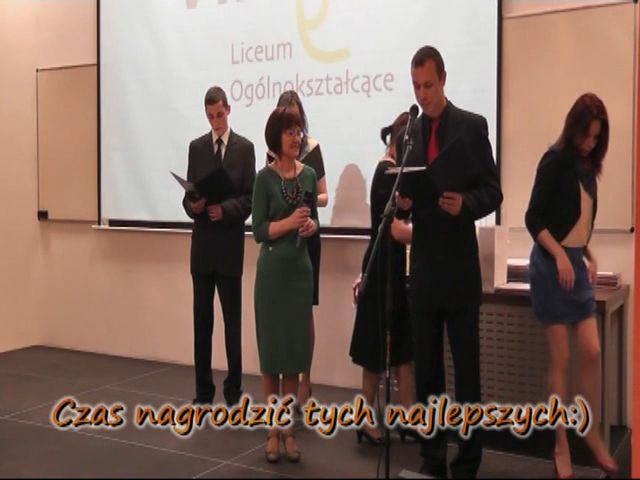 Liceum
Ogólnokształcące
Czas nagrodzić tych najlepszych:)